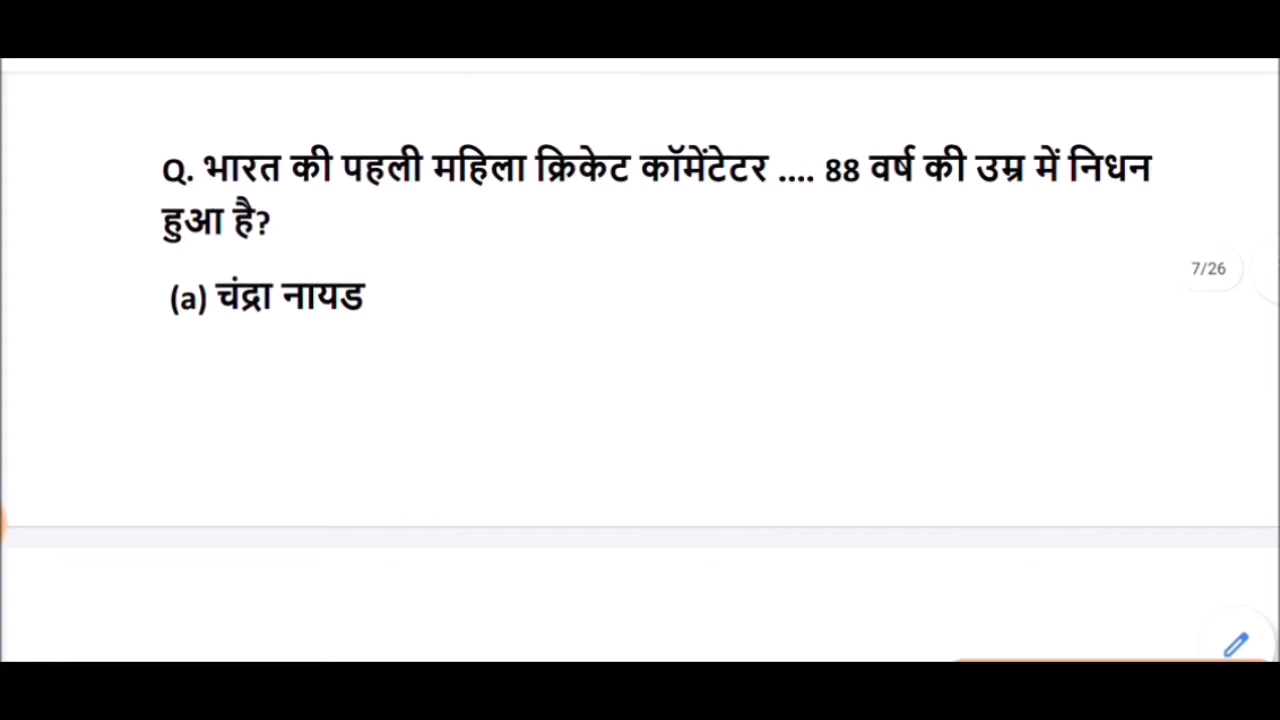 Q. भारत की पहली महिला क्रिकेट कॉमेंटेटर .... 88 वर्ष की उम्र में निधन
हुआ है?
7/26
(a) चंद्रा नायड